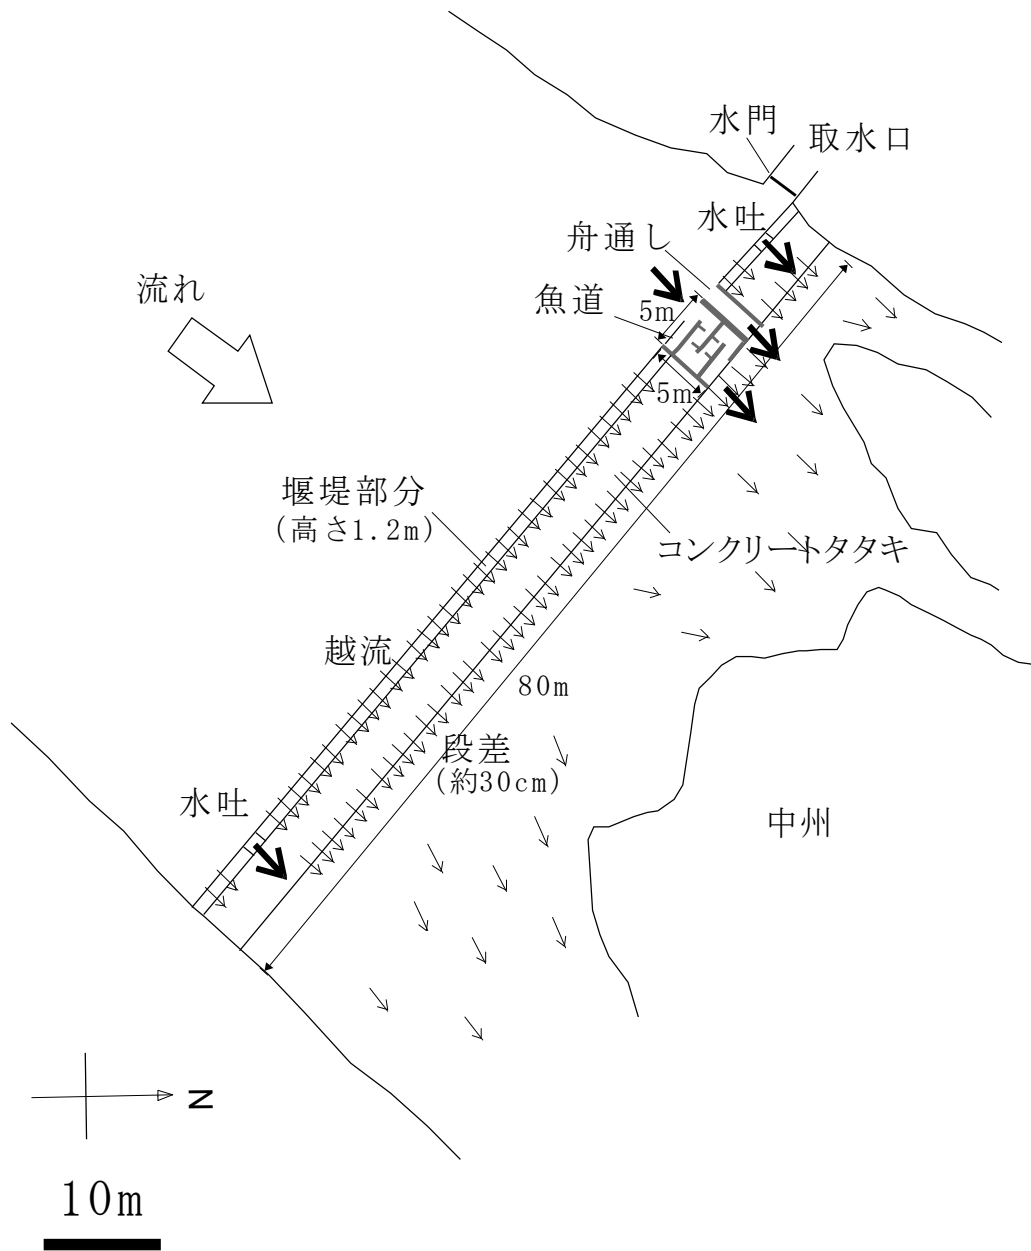 水門
取水口
水吐
舟通し
流れ
魚道
5m
5m
堰堤部分
(高さ1.2m)
コンクリートタタキ
越流
80m
段差
(約30cm)
水吐
中州
N
10m